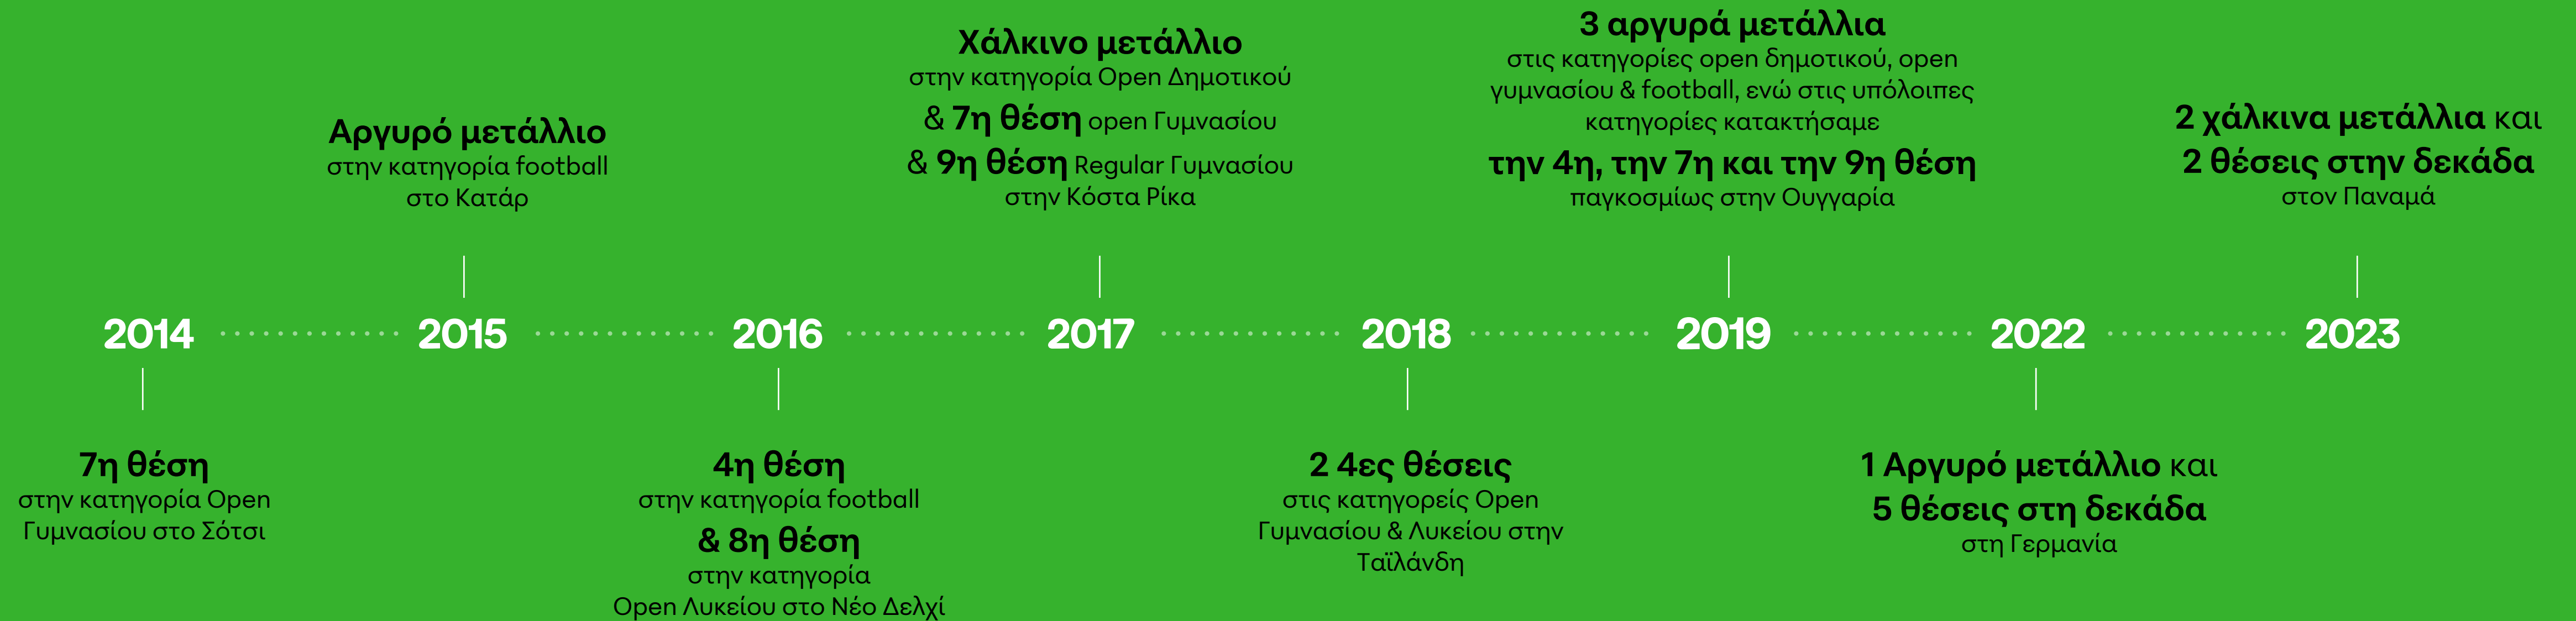 Αργυρό μετάλλιο
στην κατηγορία football
στο Κατάρ
Χάλκινο μετάλλιο
στην κατηγορία Open Δημοτικού
& 7η θέση open Γυμνασίου
& 9η θέση Regular Γυμνασίου
στην Κόστα Ρίκα
3 αργυρά μετάλλια
στις κατηγορίες open δημοτικού, open
γυμνασίου & football, ενώ στις υπόλοιπες
κατηγορίες κατακτήσαμε
την 4η, την 7η και την 9η θέση
παγκοσμίως στην Ουγγαρία
2 χάλκινα μετάλλια και
2 θέσεις στην δεκάδα
στον Παναμά
2014 2015 2016 2017 2018 2019 2022 2023
7η θέση
στην κατηγορία Open
Γυμνασίου στο Σότσι
4η θέση
στην κατηγορία football
& 8η θέση
στην κατηγορία
Open Λυκείου στο Νέο Δελχί
2 4ες θέσεις
στις κατηγορείς Open
Γυμνασίου & Λυκείου στην
Ταϊλάνδη
1 Αργυρό μετάλλιο και
5 θέσεις στη δεκάδα
στη Γερμανία